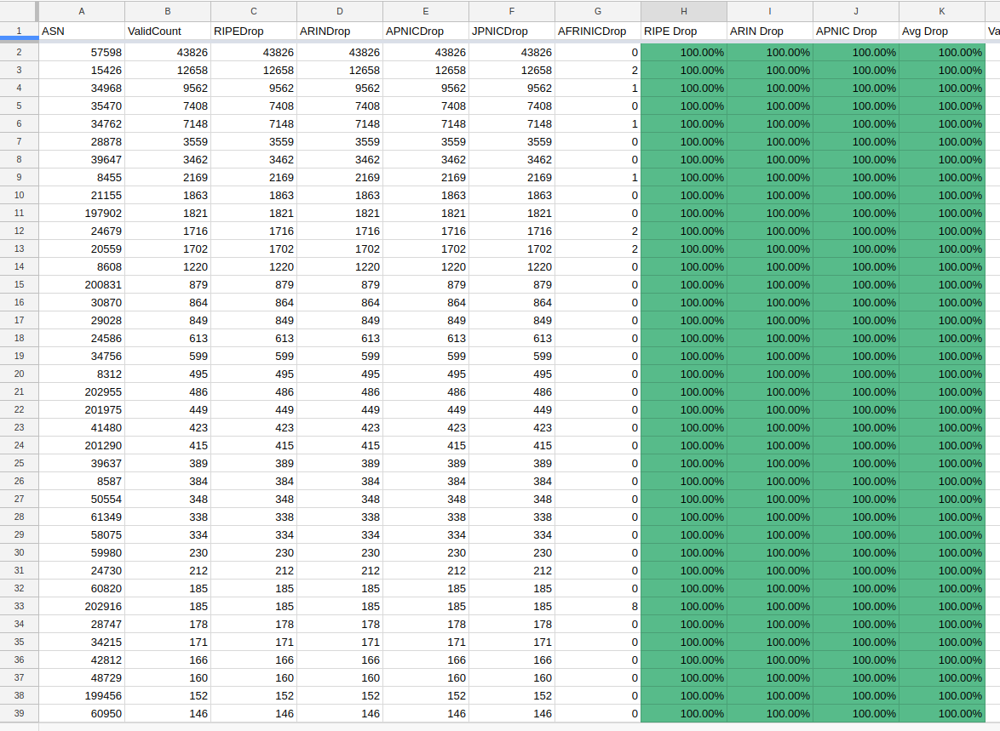 A B C D E F G H I J K
1 ASN ValidCount RIPEDrop ARINDrop APNICDrop JPNICDrop AFRINICDrop RIPE Drop ARIN Drop APNIC Drop Avg Drop Va
2 57598 43826 43826 43826 43826 43826 0 100.00% 100.00% 100.00% 100.00%
3 15426 12658 12658 12658 12658 12658 2 100.00% 100.00% 100.00% 100.00%
4 34968 9562 9562 9562 9562 9562 1 100.00% 100.00% 100.00% 100.00%
5 35470 7408 7408 7408 7408 7408 0 100.00% 100.00% 100.00% 100.00%
6 34762 7148 7148 7148 7148 7148 1 100.00% 100.00% 100.00% 100.00%
7 28878 3559 3559 3559 3559 3559 0 100.00% 100.00% 100.00% 100.00%
8 39647 3462 3462 3462 3462 3462 0 100.00% 100.00% 100.00% 100.00%
9 8455 2169 2169 2169 2169 2169 1 100.00% 100.00% 100.00% 100.00%
10 21155 1863 1863 1863 1863 1863 0 100.00% 100.00% 100.00% 100.00%
11 197902 1821 1821 1821 1821 1821 0 100.00% 100.00% 100.00% 100.00%
12 24679 1716 1716 1716 1716 1716 2 100.00% 100.00% 100.00% 100.00%
13 20559 1702 1702 1702 1702 1702 2 100.00% 100.00% 100.00% 100.00%
14 8608 1220 1220 1220 1220 1220 0 100.00% 100.00% 100.00% 100.00%
15 200831 879 879 879 879 879 0 100.00% 100.00% 100.00% 100.00%
16 30870 864 864 864 864 864 0 100.00% 100.00% 100.00% 100.00%
17 29028 849 849 849 849 849 0 100.00% 100.00% 100.00% 100.00%
18 24586 613 613 613 613 613 0 100.00% 100.00% 100.00% 100.00%
19 34756 599 599 599 599 599 0 100.00% 100.00% 100.00% 100.00%
20 8312 495 495 495 495 495 0 100.00% 100.00% 100.00% 100.00%
21 202955 486 486 486 486 486 0 100.00% 100.00% 100.00% 100.00%
22 201975 449 449 449 449 449 0 100.00% 100.00% 100.00% 100.00%
23 41480 423 423 423 423 423 0 100.00% 100.00% 100.00% 100.00%
24 201290 415 415 415 415 415 0 100.00% 100.00% 100.00% 100.00%
25 39637 389 389 389 389 389 0 100.00% 100.00% 100.00% 100.00%
26 8587 384 384 384 384 384 0 100.00% 100.00% 100.00% 100.00%
27 50554 348 348 348 348 348 0 100.00% 100.00% 100.00% 100.00%
28 61349 338 338 338 338 338 0 100.00% 100.00% 100.00% 100.00%
29 58075 334 334 334 334 334 0 100.00% 100.00% 100.00% 100.00%
30 59980 230 230 230 230 230 0 100.00% 100.00% 100.00% 100.00%
31 24730 212 212 212 212 212 0 100.00% 100.00% 100.00% 100.00%
32 60820 185 185 185 185 185 0 100.00% 100.00% 100.00% 100.00%
33 202916 185 185 185 185 185 8 100.00% 100.00% 100.00% 100.00%
34 28747 178 178 178 178 178 0 100.00% 100.00% 100.00% 100.00%
35 34215 171 171 171 171 171 0 100.00% 100.00% 100.00% 100.00%
36 42812 166 166 166 166 166 0 100.00% 100.00% 100.00% 100.00%
37 48729 160 160 160 160 160 0 100.00% 100.00% 100.00% 100.00%
38 199456 152 152 152 152 152 0 100.00% 100.00% 100.00% 100.00%
39 60950 146 146 146 146 146 0 100.00% 100.00% 100.00% 100.00%